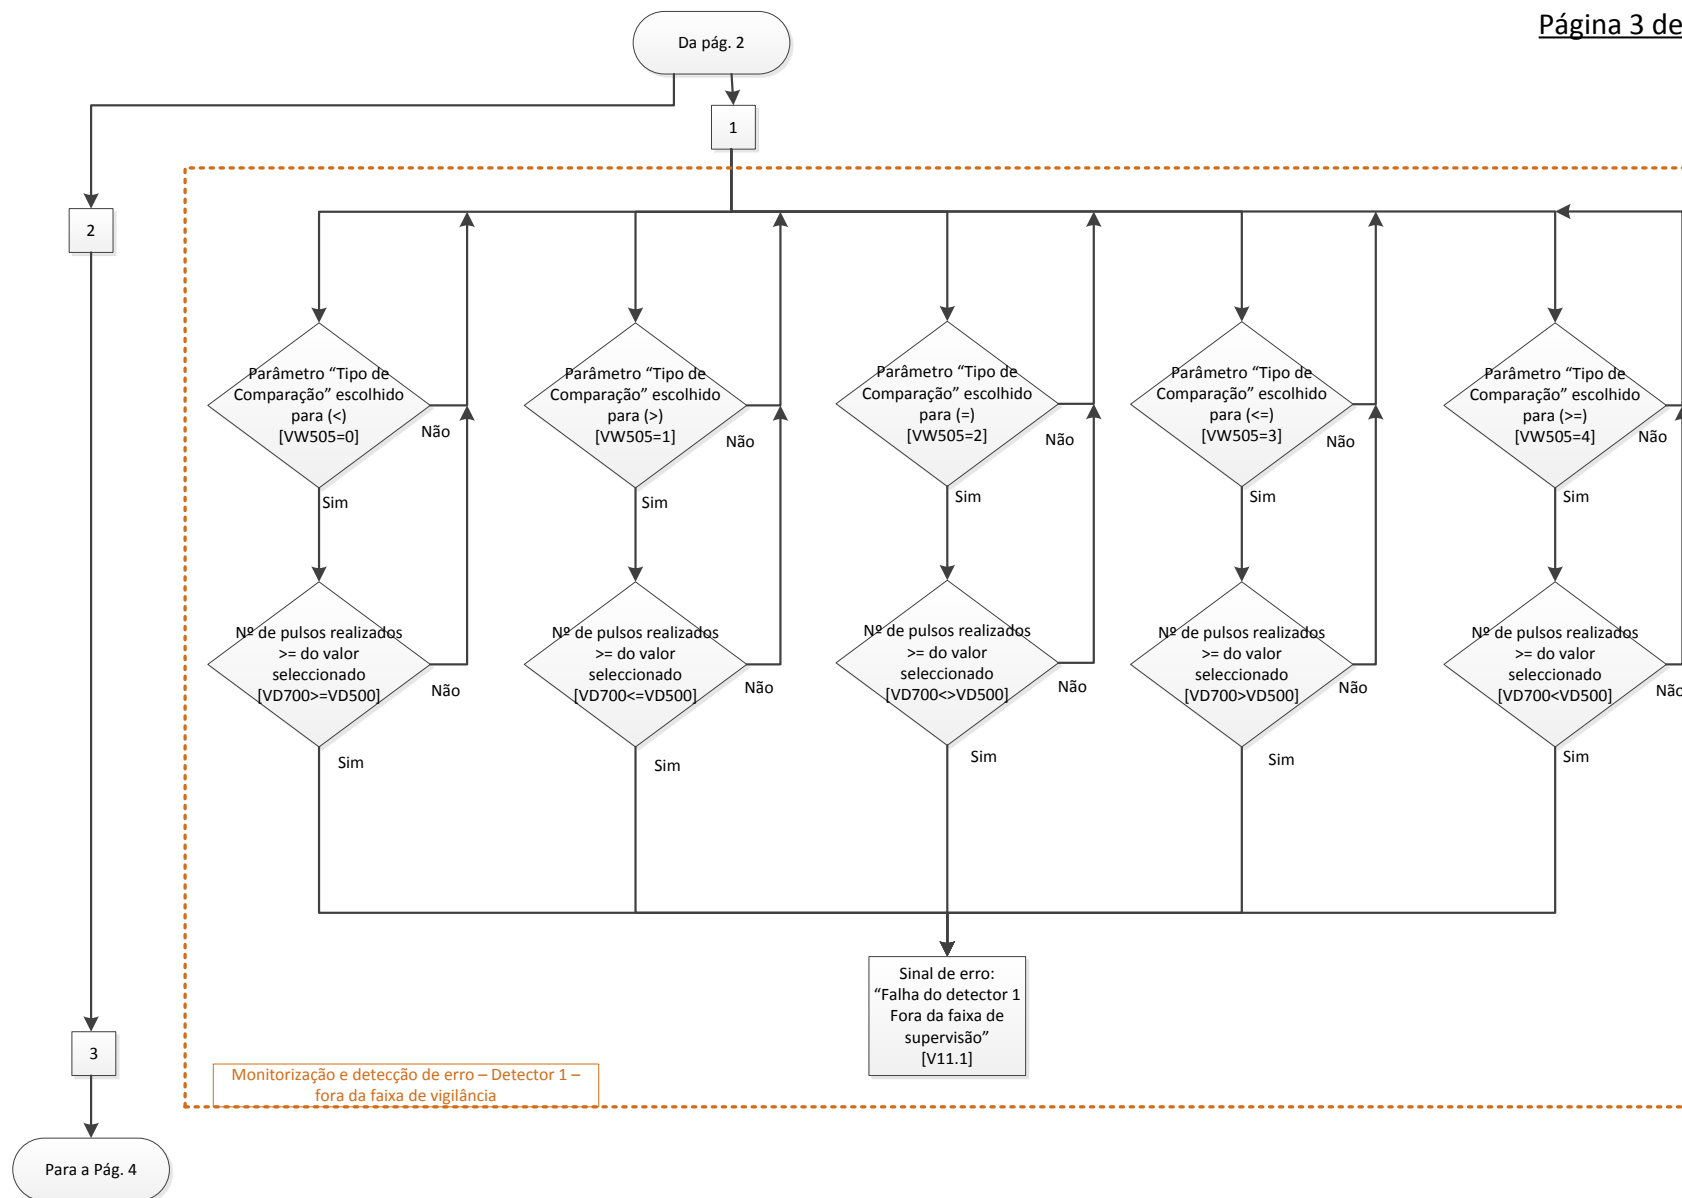 Página 3 de
Da pág. 2
1
2
Parâmetro “Tipo de
Comparação” escolhido
para (<)
[VW505=0]
Não
Sim
Parâmetro “Tipo de
Comparação” escolhido
para (>)
[VW505=1]
Não
Sim
Parâmetro “Tipo de
Comparação” escolhido
para (=)
[VW505=2]
Não
Sim
Parâmetro “Tipo de
Comparação” escolhido
para (<=)
[VW505=3]
Não
Sim
Parâmetro “Tipo de
Comparação” escolhido
para (>=)
[VW505=4]
Não
Sim
Nº de pulsos realizados
>= do valor
seleccionado
[VD700>=VD500]
Não
Sim
Nº de pulsos realizados
>= do valor
seleccionado
[VD700<=VD500]
Não
Sim
Nº de pulsos realizados
>= do valor
seleccionado
[VD700<>VD500]
Não
Sim
Nº de pulsos realizados
>= do valor
seleccionado
[VD700>VD500]
Não
Sim
Nº de pulsos realizados
>= do valor
seleccionado
[VD700<VD500]
Não
Sim
Sinal de erro:
“Falha do detector 1
Fora da faixa de
supervisão”
[V11.1]
3
Monitorização e detecção de erro – Detector 1 –
fora da faixa de vigilância
Para a Pág. 4